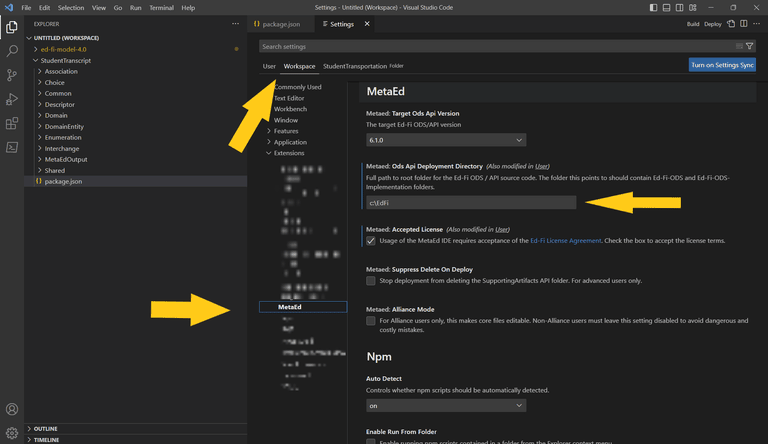 File Edit Selection View Go Run Terminal Help
Settings - Untitled (Workspace) - Visual Studio Code
EXPLORER
UNTITLED (WORKSPACE)
ed-fi-model-4.0
StudentTranscript
Association
Choice
Common
Descriptor
Domain
DomainEntity
Enumeration
Interchange
MetaEdOutput
Shared
package.json
OUTLINE
TIMELINE
package.json
Settings
Build Deploy
Search settings
User Workspace StudentTransportation Folder
Turn on Settings Sync
Commonly Used
Text Editor
Workbench
Window
Features
Application
Extensions
MetaEd
MetaEd
Metaed: Target Ods Api Version
The target Ed-Fi ODS/API version
6.1.0
Metaed: Ods Api Deployment Directory (Also modified in User)
Full path to root folder for the Ed-Fi ODS / API source code. The folder this points to should contain Ed-Fi-ODS and Ed-Fi-ODS-
Implementation folders.
c:\EdFi
Metaed: Accepted License (Also modified in User)
Usage of the MetaEd IDE requires acceptance of the Ed-Fi License Agreement. Check the box to accept the license terms.
Metaed: Suppress Delete On Deploy
Stop deployment from deleting the SupportingArtifacts API folder. For advanced users only.
Metaed: Alliance Mode
For Alliance users only, this makes core files editable. Non-Alliance users must leave this setting disabled to avoid dangerous and
costly mistakes.
Npm
Auto Detect
Controls whether npm scripts should be automatically detected.
on
Enable Run From Folder
Enable running npm scripts contained in a folder from the Explorer context menu.